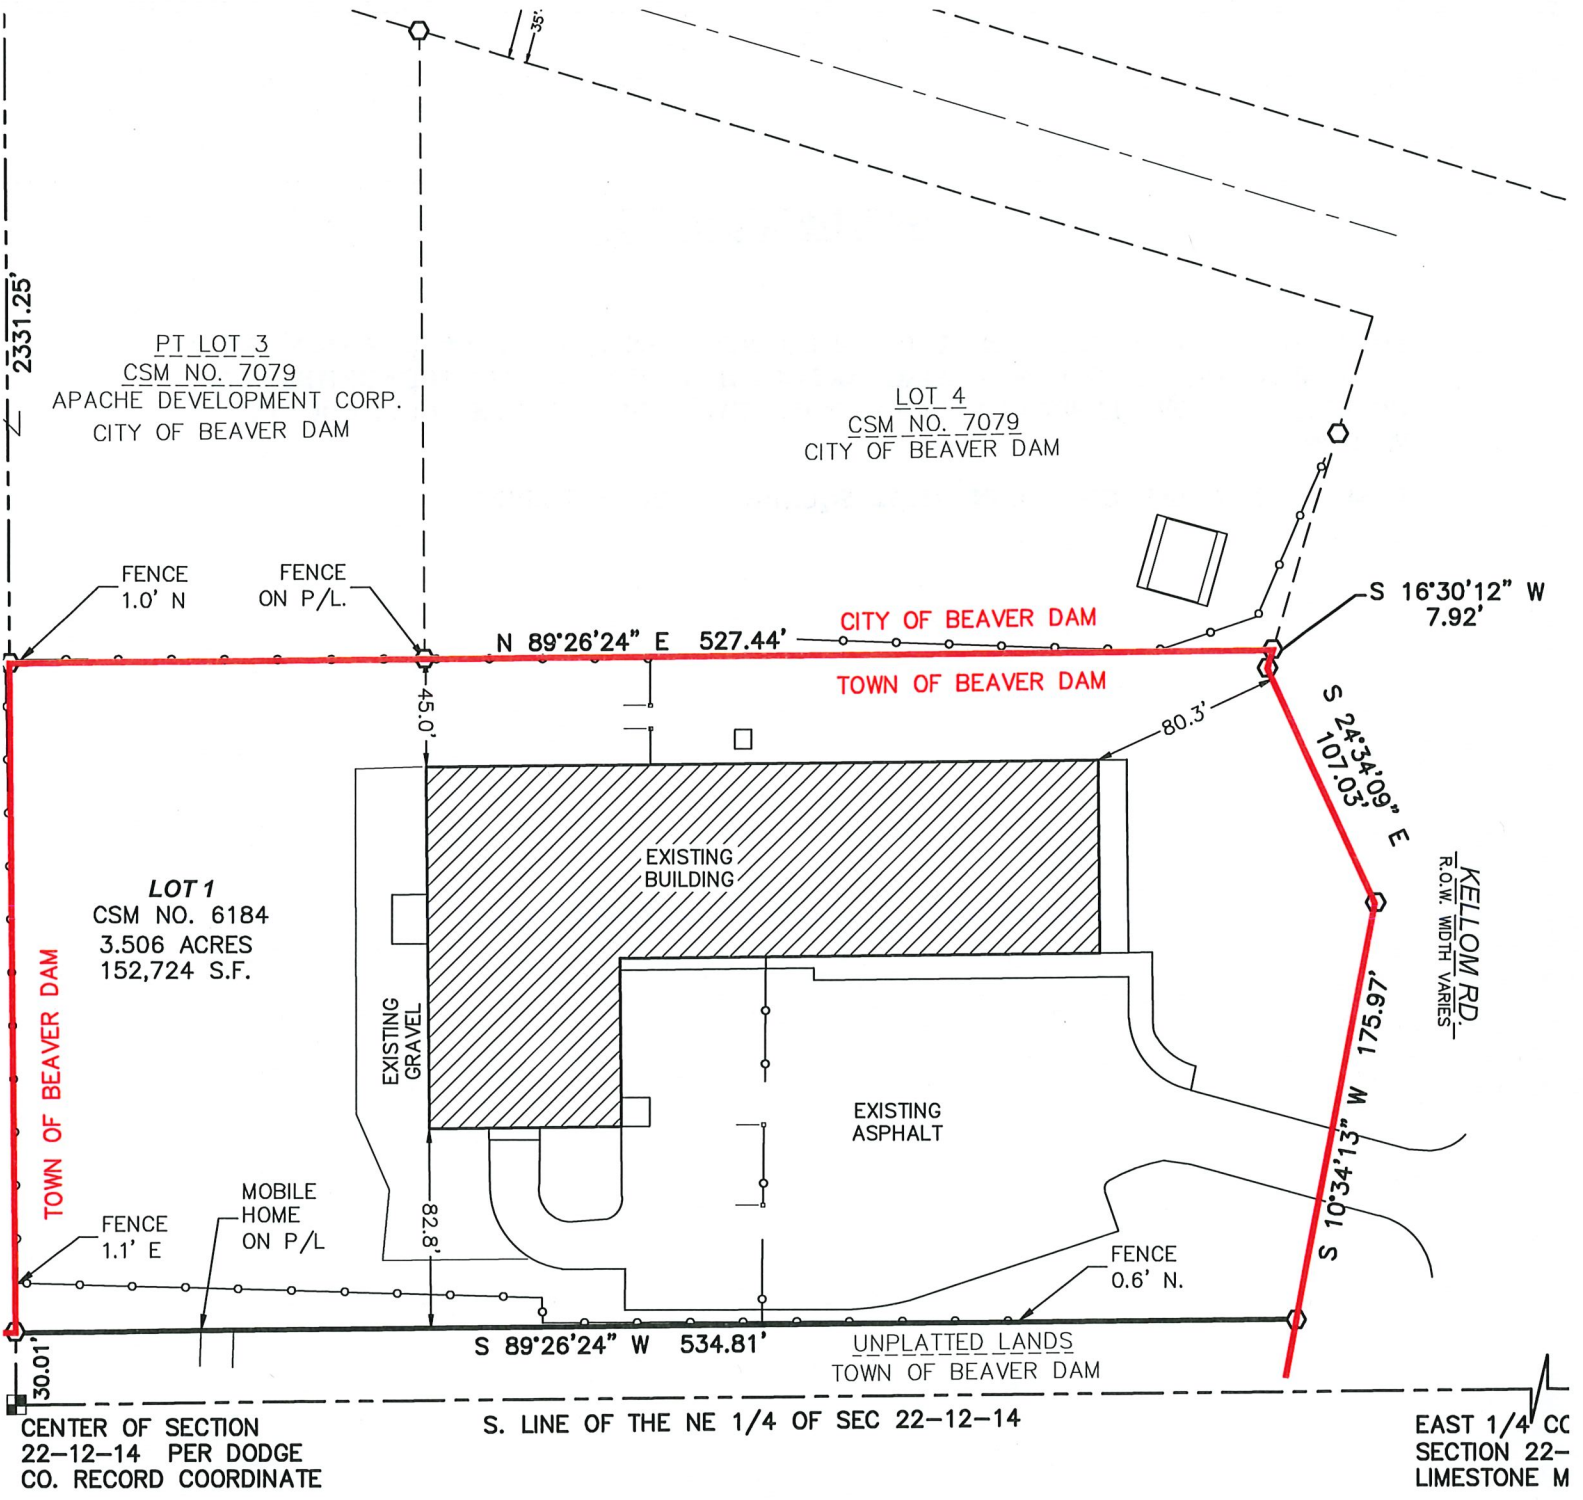 35'
2331.25'
PT LOT 3
CSM NO. 7079
APACHE DEVELOPMENT CORP.
CITY OF BEAVER DAM
LOT 4
CSM NO. 7079
CITY OF BEAVER DAM
FENCE
1.0' N
FENCE
ON P/L.
N 89°26'24" E 527.44'
CITY OF BEAVER DAM
TOWN OF BEAVER DAM
S 16°30'12" W
7.92'
45.0'
80.3'
S 24°34'09" E
107.03'
EXISTING
BUILDING
LOT 1
CSM NO. 6184
3.506 ACRES
152,724 S.F.
KELLOM RD.
R.O.W. WIDTH VARIES
TOWN OF BEAVER DAM
EXISTING
GRAVEL
EXISTING
ASPHALT
S 10°34'13" W 175.97'
MOBILE
HOME
ON P/L
FENCE
1.1' E
82.8'
FENCE
0.6' N.
S 89°26'24" W 534.81'
UNPLATTED LANDS
TOWN OF BEAVER DAM
30.01'
CENTER OF SECTION
22-12-14 PER DODGE
CO. RECORD COORDINATE
S. LINE OF THE NE 1/4 OF SEC 22-12-14
EAST 1/4 CO
SECTION 22-
LIMESTONE M